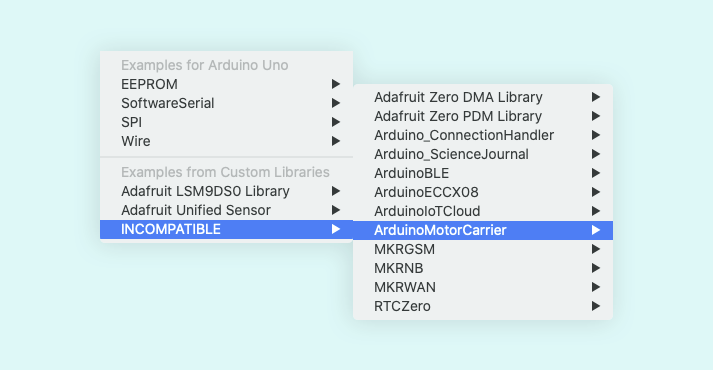 Examples for Arduino Uno
EEPROM
SoftwareSerial
SPI
Wire
Examples from Custom Libraries
Adafruit LSM9DS0 Library
Adafruit Unified Sensor
INCOMPATIBLE
Adafruit Zero DMA Library
Adafruit Zero PDM Library
Arduino_ConnectionHandler
Arduino_ScienceJournal
ArduinoBLE
ArduinoECCX08
ArduinoIoTCloud
ArduinoMotorCarrier
MKRGSM
MKRNB
MKRWAN
RTCZero